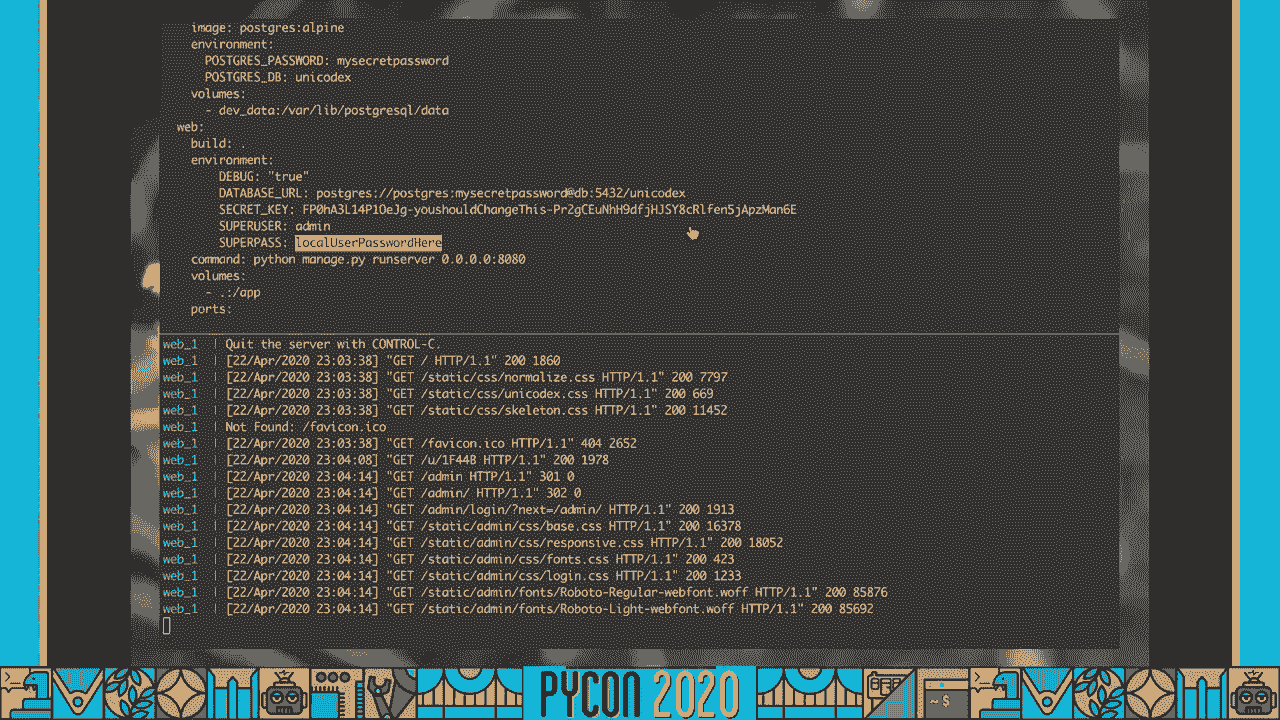 image: postgres:alpine
environment:
POSTGRES_PASSWORD: mysecretpassword
POSTGRES_DB: unicodex
volumes:
- dev_data:/var/lib/postgresql/data
web:
build: .
environment:
DEBUG: "true"
DATABASE_URL: postgres://postgres:mysecretpassword@db:5432/unicodex
SECRET_KEY: FP0hA3L14P1OeJg-youshouldChangeThis-Pr2gCEuNhH9dfjHJSY8cRlfen5jApzMan6E
SUPERUSER: admin
SUPERPASS: localUserPasswordHere
command: python manage.py runserver 0.0.0.0:8080
volumes:
- .:/app
ports:
web_1 | Quit the server with CONTROL-C.
web_1 | [22/Apr/2020 23:03:38] "GET / HTTP/1.1" 200 1860
web_1 | [22/Apr/2020 23:03:38] "GET /static/css/normalize.css HTTP/1.1" 200 7797
web_1 | [22/Apr/2020 23:03:38] "GET /static/css/unicodex.css HTTP/1.1" 200 669
web_1 | [22/Apr/2020 23:03:38] "GET /static/css/skeleton.css HTTP/1.1" 200 11452
web_1 | Not Found: /favicon.ico
web_1 | [22/Apr/2020 23:03:38] "GET /favicon.ico HTTP/1.1" 404 2652
web_1 | [22/Apr/2020 23:04:08] "GET /u/1F44B HTTP/1.1" 200 1978
web_1 | [22/Apr/2020 23:04:14] "GET /admin HTTP/1.1" 301 0
web_1 | [22/Apr/2020 23:04:14] "GET /admin/ HTTP/1.1" 302 0
web_1 | [22/Apr/2020 23:04:14] "GET /admin/login/?next=/admin/ HTTP/1.1" 200 1913
web_1 | [22/Apr/2020 23:04:14] "GET /static/admin/css/base.css HTTP/1.1" 200 16378
web_1 | [22/Apr/2020 23:04:14] "GET /static/admin/css/responsive.css HTTP/1.1" 200 18052
web_1 | [22/Apr/2020 23:04:14] "GET /static/admin/css/fonts.css HTTP/1.1" 200 423
web_1 | [22/Apr/2020 23:04:14] "GET /static/admin/css/login.css HTTP/1.1" 200 1233
web_1 | [22/Apr/2020 23:04:14] "GET /static/admin/fonts/Roboto-Regular-webfont.woff HTTP/1.1" 200 85876
web_1 | [22/Apr/2020 23:04:14] "GET /static/admin/fonts/Roboto-Light-webfont.woff HTTP/1.1" 200 85692
PYCON 2020
~ $